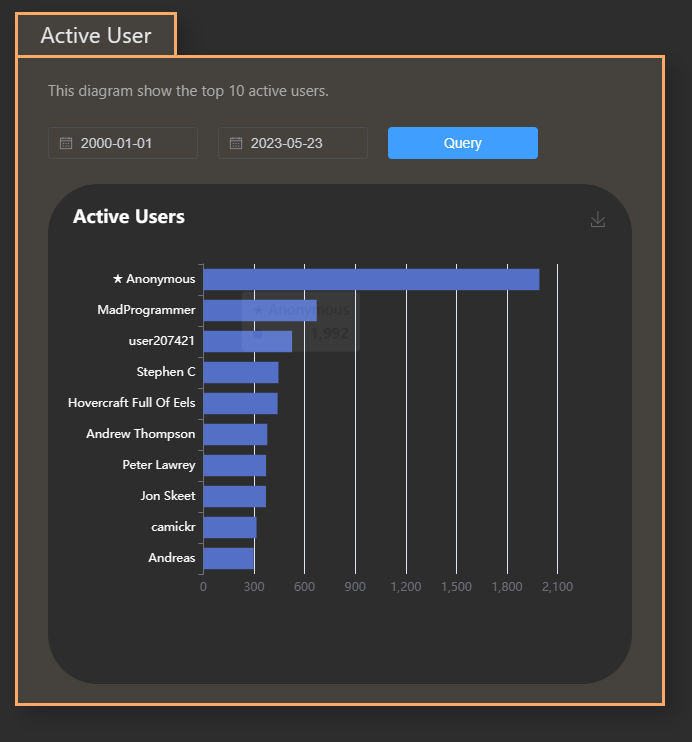 Active User
This diagram show the top 10 active users.
2000-01-01
2023-05-23
Query
Active Users
★ Anonymous
MadProgrammer
★ Anonymous
1,992
user207421
Stephen C
Hovercraft Full Of Eels
Andrew Thompson
Peter Lawrey
Jon Skeet
camickr
Andreas
0 300 600 900 1,200 1,500 1,800 2,100